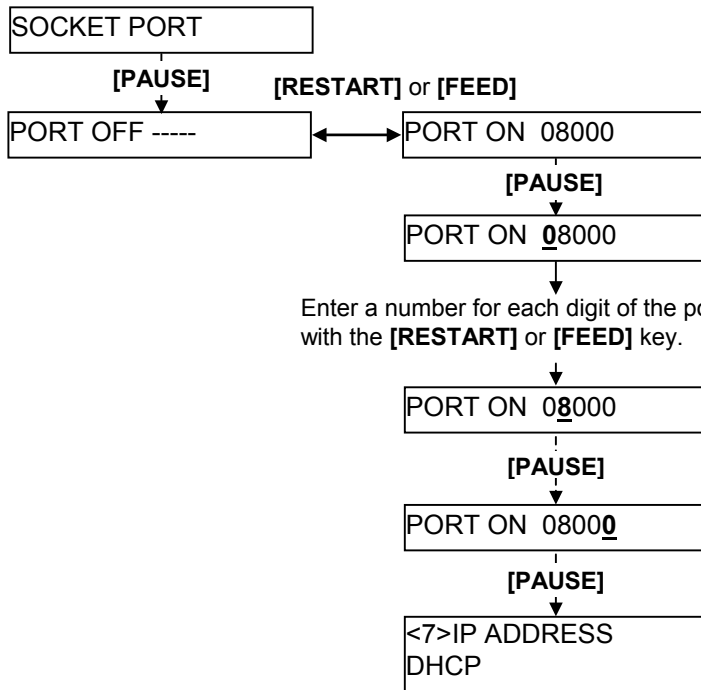 SOCKET PORT
[PAUSE]
[RESTART] or [FEED]
PORT OFF -----
PORT ON 08000
[PAUSE]
PORT ON 08000
Enter a number for each digit of the
with the [RESTART] or [FEED] key.
PORT ON 08000
[PAUSE]
PORT ON 08000
[PAUSE]
<7>IP ADDRESS
DHCP